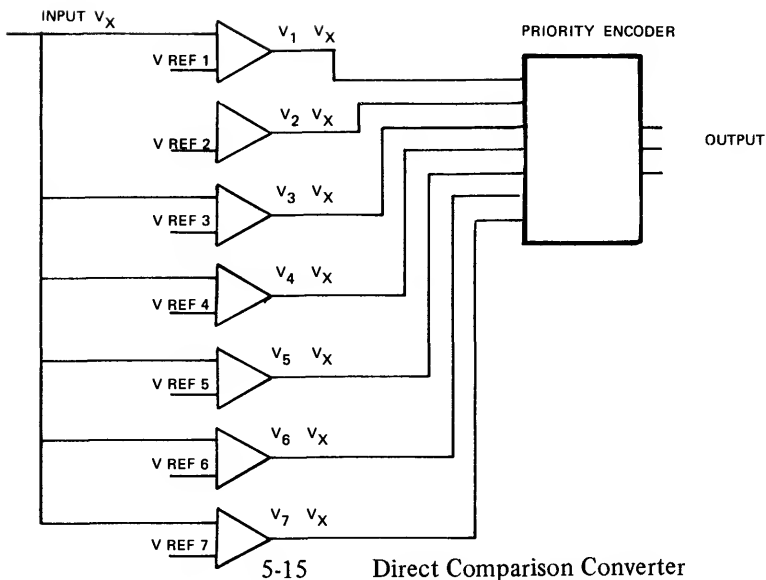 INPUT VX
PRIORITY ENCODER
V1 VX
V REF 1
V2 VX
V REF 2
OUTPUT
V3 VX
V REF 3
V4 VX
V REF 4
V5 VX
V REF 5
V6 VX
V REF 6
V7 VX
V REF 7
5-15 Direct Comparison Converter